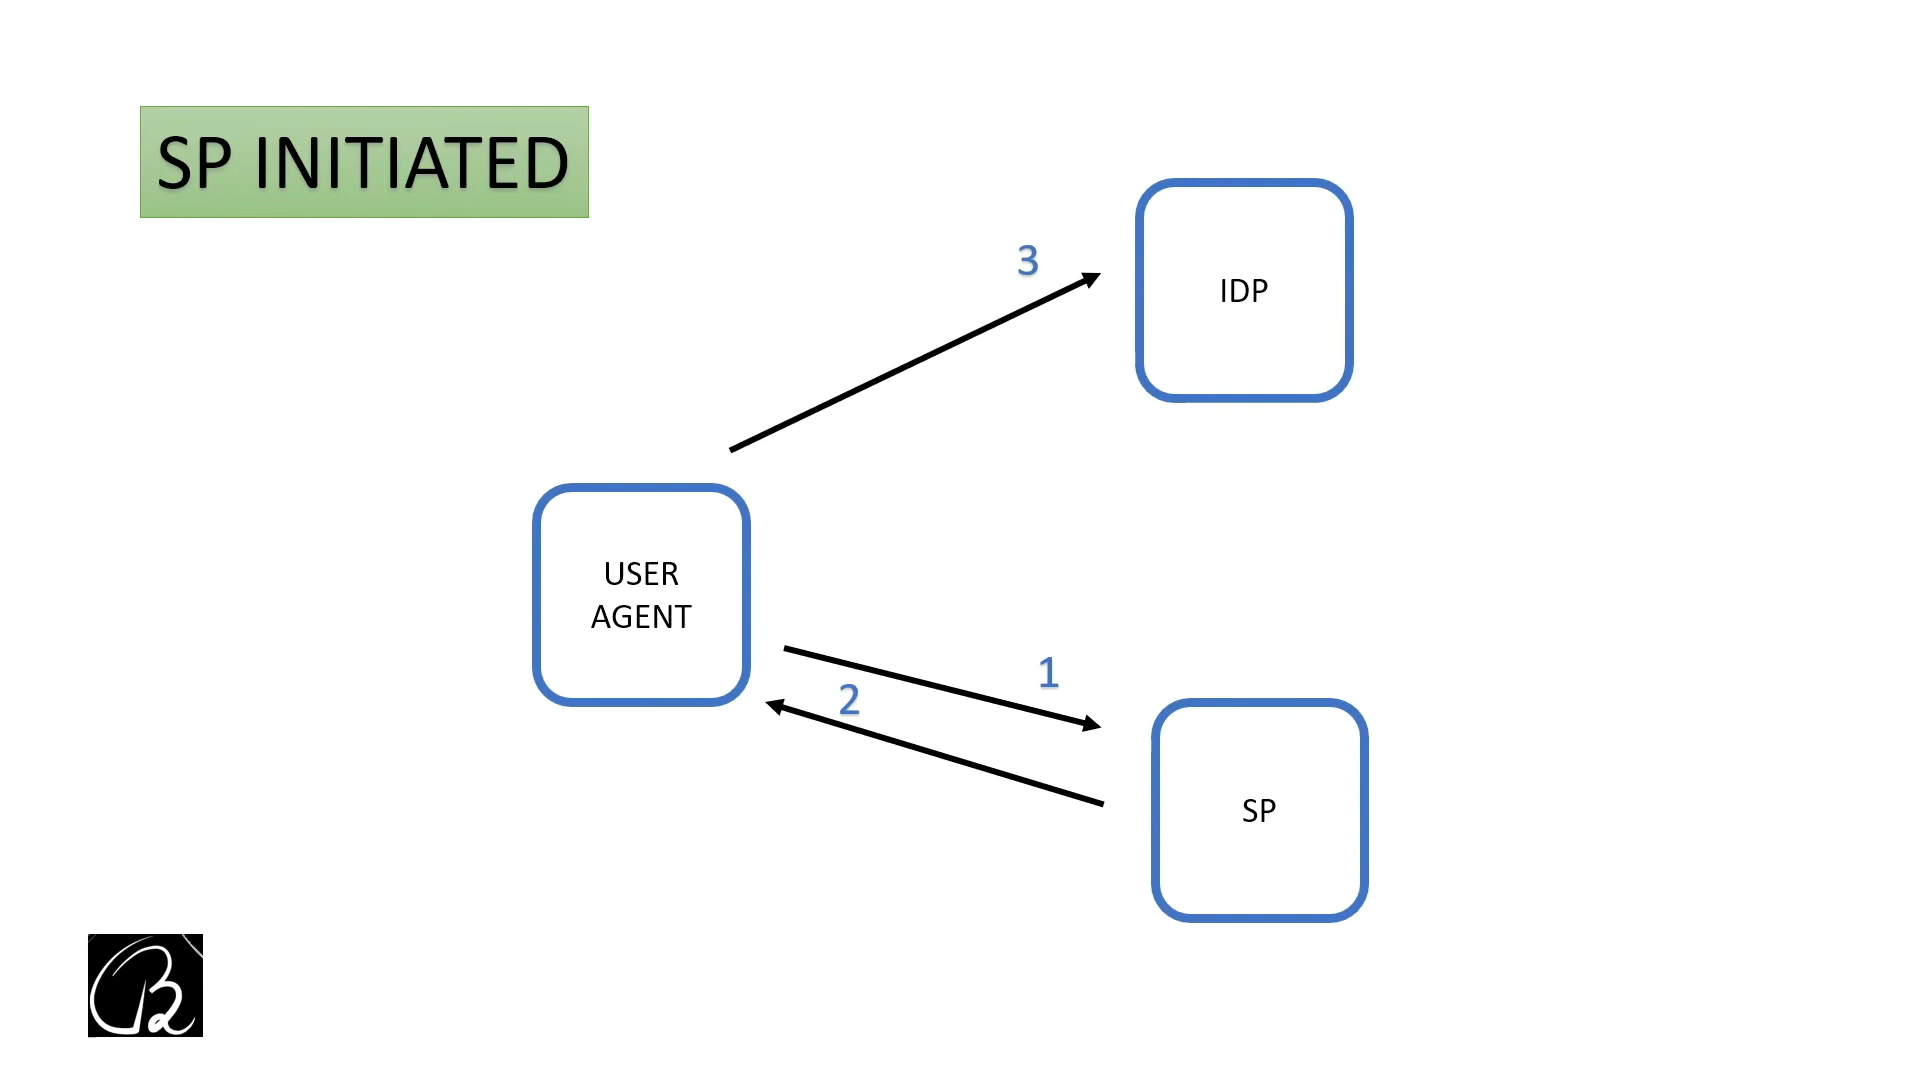 SP INITIATED
3
IDP
USER
AGENT
1
2
SP